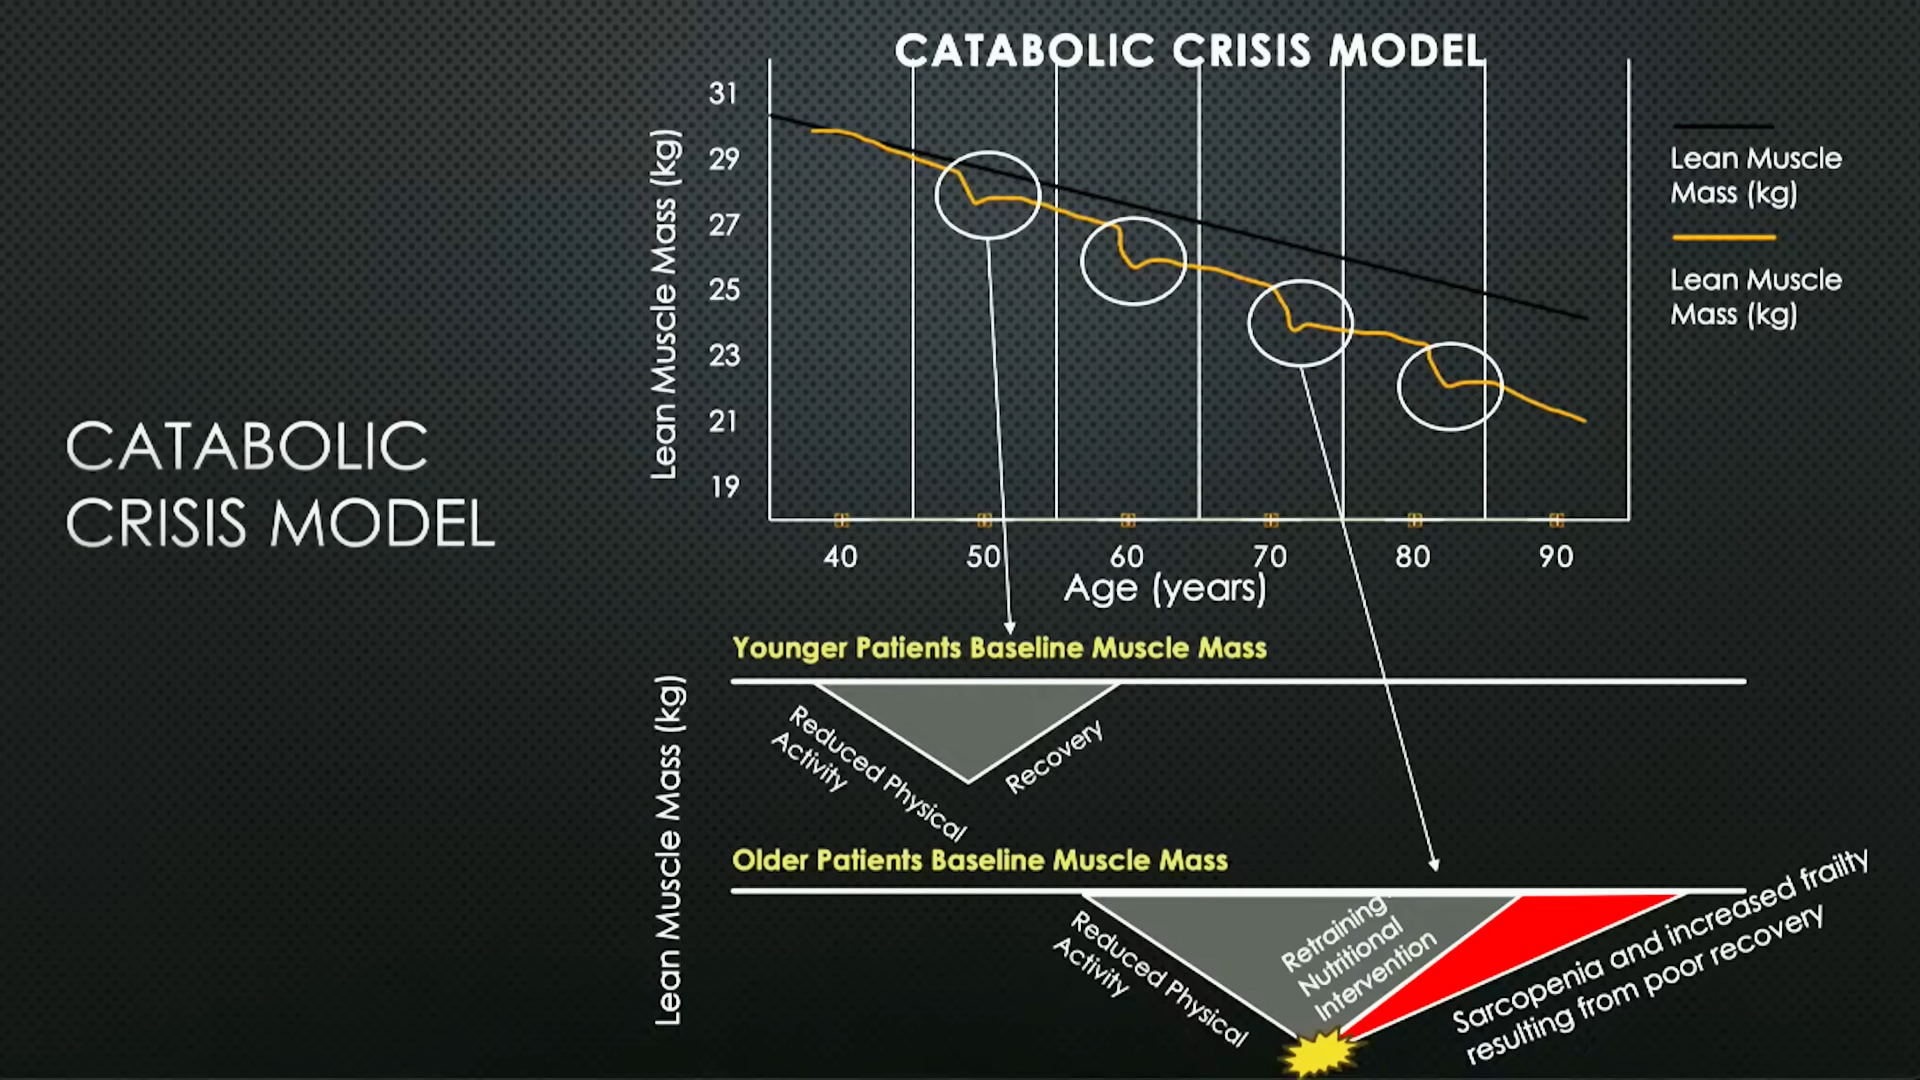 CATABOLIC
CRISIS MODEL
CATABOLIC CRISIS MODEL
Lean Muscle Mass (kg)
31
29
27
25
23
21
19
40
50
60
70
80
90
Age (years)
Lean Muscle
Mass (kg)
Lean Muscle
Mass (kg)
Lean Muscle Mass (kg)
Younger Patients Baseline Muscle Mass
Reduced Physical
Activity
Recovery
Older Patients Baseline Muscle Mass
Reduced Physical
Activity
Retraining
Nutritional
Intervention
Sarcopenia and increased frailty
resulting from poor recovery